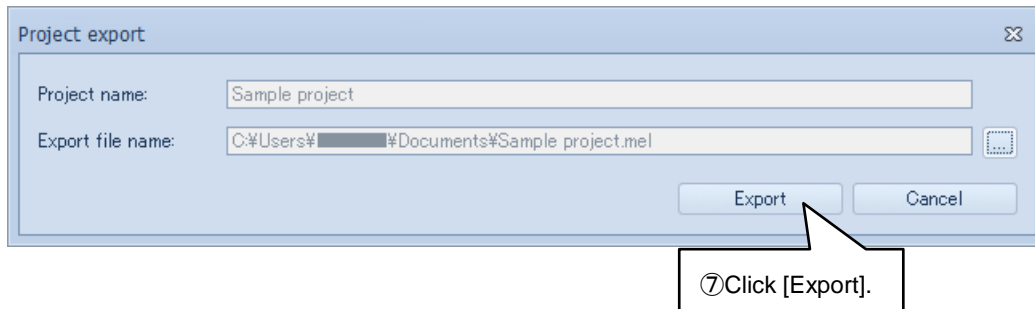 Project export
Project name: Sample project
Export file name: C:¥Users¥ ¥Documents¥Sample project.mel ...
Export Cancel
⑦Click [Export].